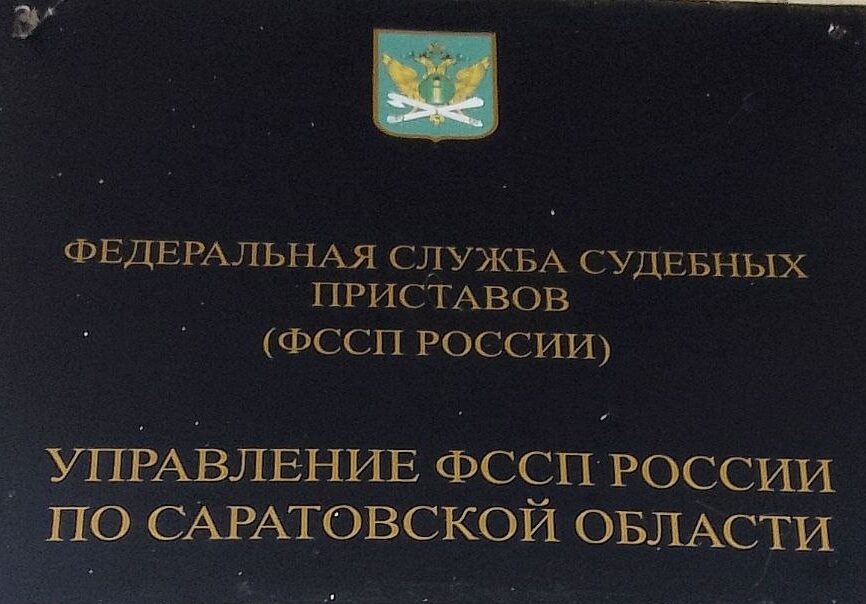 ФЕДЕРАЛЬНАЯ СЛУЖБА СУДЕБНЫХ
ПРИСТАВОВ
(ФССП РОССИИ)
УПРАВЛЕНИЕ ФССП РОССИИ
ПО САРАТОВСКОЙ ОБЛАСТИ